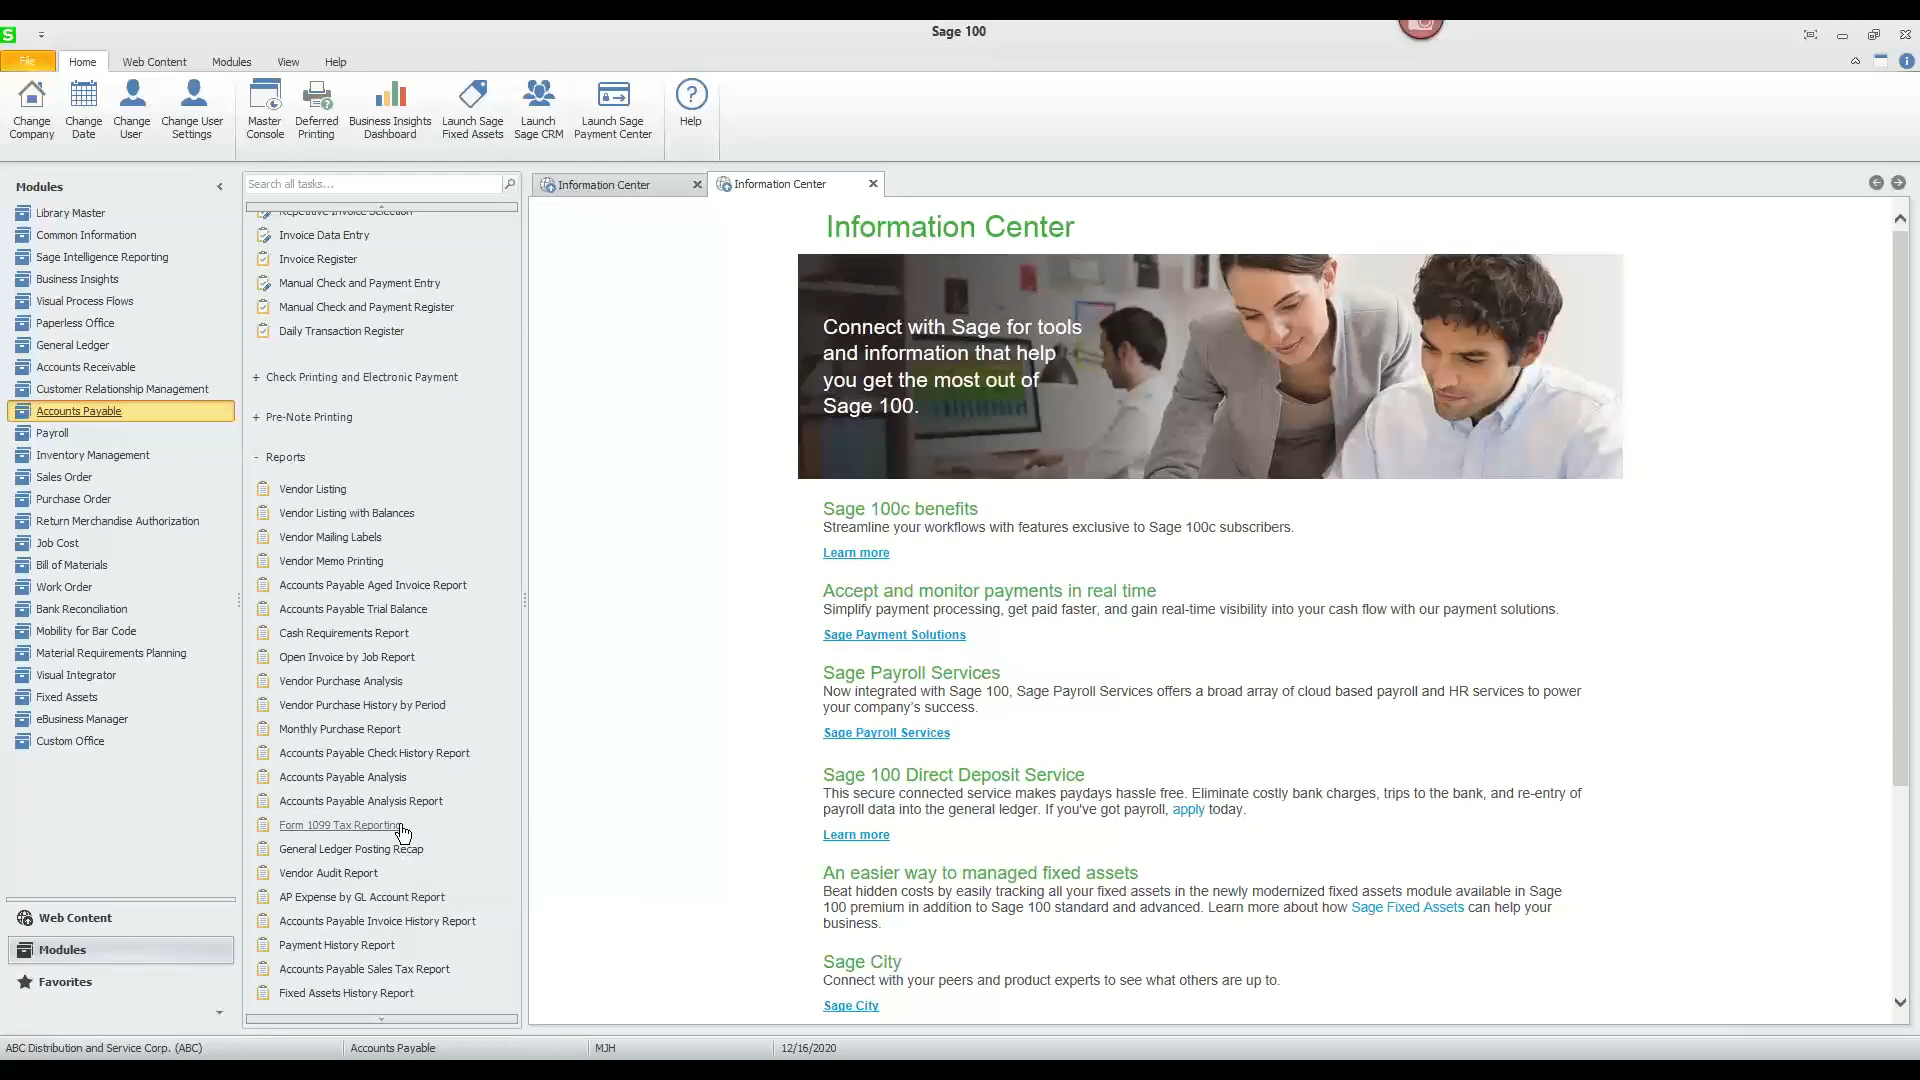 Sage 100
File
Home
Web Content
Modules
View
Help
Change
Company
Change
Date
Change
User
Change User
Settings
Master
Console
Deferred
Printing
Business Insights
Dashboard
Launch Sage
Fixed Assets
Launch
Sage CRM
Launch Sage
Payment Center
Help
Modules
Library Master
Common Information
Sage Intelligence Reporting
Business Insights
Visual Process Flows
Paperless Office
General Ledger
Accounts Receivable
Customer Relationship Management
Accounts Payable
Payroll
Inventory Management
Sales Order
Purchase Order
Return Merchandise Authorization
Job Cost
Bill of Materials
Work Order
Bank Reconciliation
Mobility for Bar Code
Material Requirements Planning
Visual Integrator
Fixed Assets
eBusiness Manager
Custom Office
Web Content
Modules
Favorites
Search all tasks...
Repetitive Invoice Selection
Invoice Data Entry
Invoice Register
Manual Check and Payment Entry
Manual Check and Payment Register
Daily Transaction Register
+ Check Printing and Electronic Payment
+ Pre-Note Printing
- Reports
Vendor Listing
Vendor Listing with Balances
Vendor Mailing Labels
Vendor Memo Printing
Accounts Payable Aged Invoice Report
Accounts Payable Trial Balance
Cash Requirements Report
Open Invoice by Job Report
Vendor Purchase Analysis
Vendor Purchase History by Period
Monthly Purchase Report
Accounts Payable Check History Report
Accounts Payable Analysis
Accounts Payable Analysis Report
Form 1099 Tax Reporting
General Ledger Posting Recap
Vendor Audit Report
AP Expense by GL Account Report
Accounts Payable Invoice History Report
Payment History Report
Accounts Payable Sales Tax Report
Fixed Assets History Report
Information Center
Information Center
Information Center
Connect with Sage for tools
and information that help
you get the most out of
Sage 100.
Sage 100c benefits
Streamline your workflows with features exclusive to Sage 100c subscribers.
Learn more
Accept and monitor payments in real time
Simplify payment processing, get paid faster, and gain real-time visibility into your cash flow with our payment solutions.
Sage Payment Solutions
Sage Payroll Services
Now integrated with Sage 100, Sage Payroll Services offers a broad array of cloud based payroll and HR services to power
your company's success.
Sage Payroll Services
Sage 100 Direct Deposit Service
This secure connected service makes paydays hassle free. Eliminate costly bank charges, trips to the bank, and re-entry of
payroll data into the general ledger. If you've got payroll, apply today.
Learn more
An easier way to managed fixed assets
Beat hidden costs by easily tracking all your fixed assets in the newly modernized fixed assets module available in Sage
100 premium in addition to Sage 100 standard and advanced. Learn more about how Sage Fixed Assets can help your
business.
Sage City
Connect with your peers and product experts to see what others are up to.
Sage City
ABC Distribution and Service Corp. (ABC)
Accounts Payable
MJH
12/16/2020